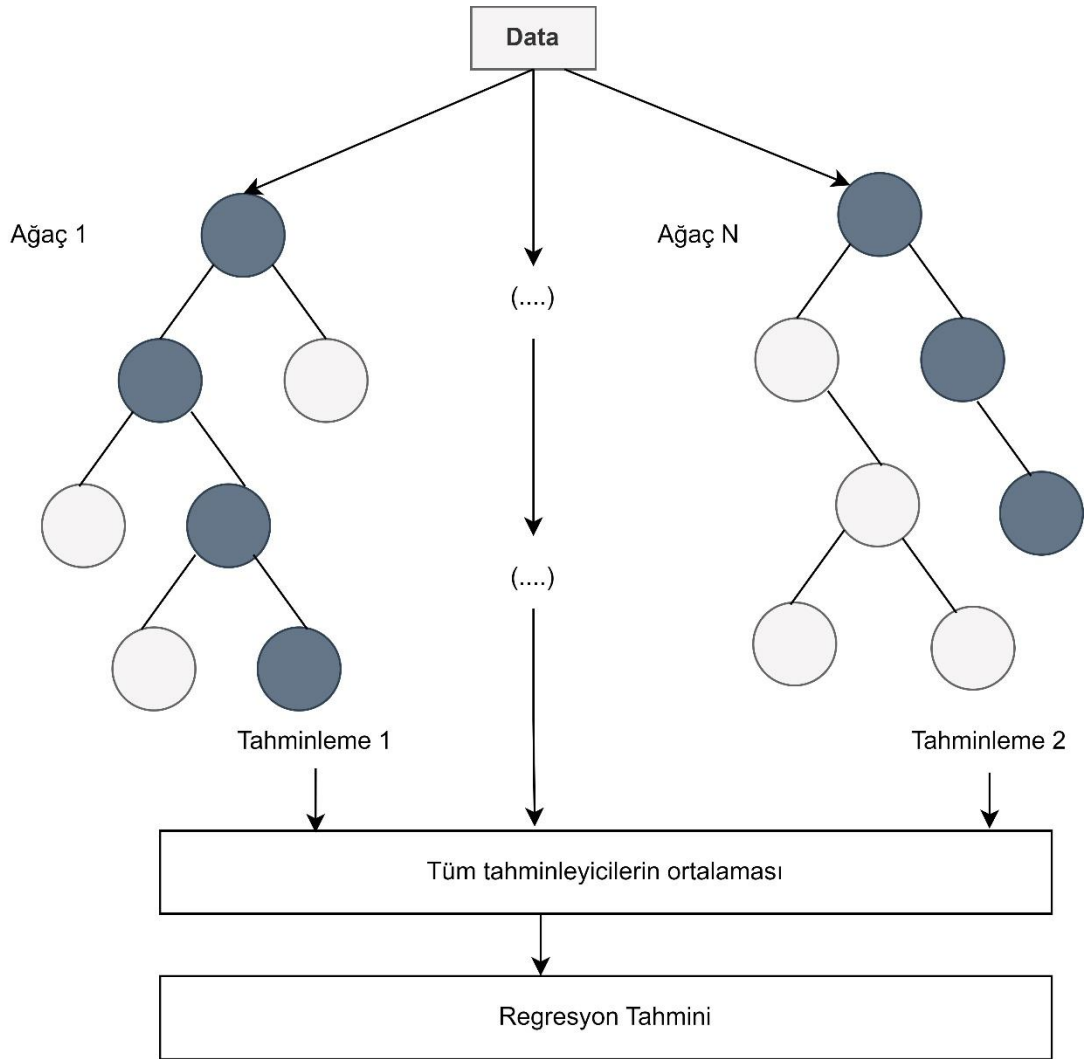 Data
Ağaç 1
Ağaç N
(....)
(....)
Tahminleme 1
Tahminleme 2
Tüm tahminleyicilerin ortalaması
Regresyon Tahmini